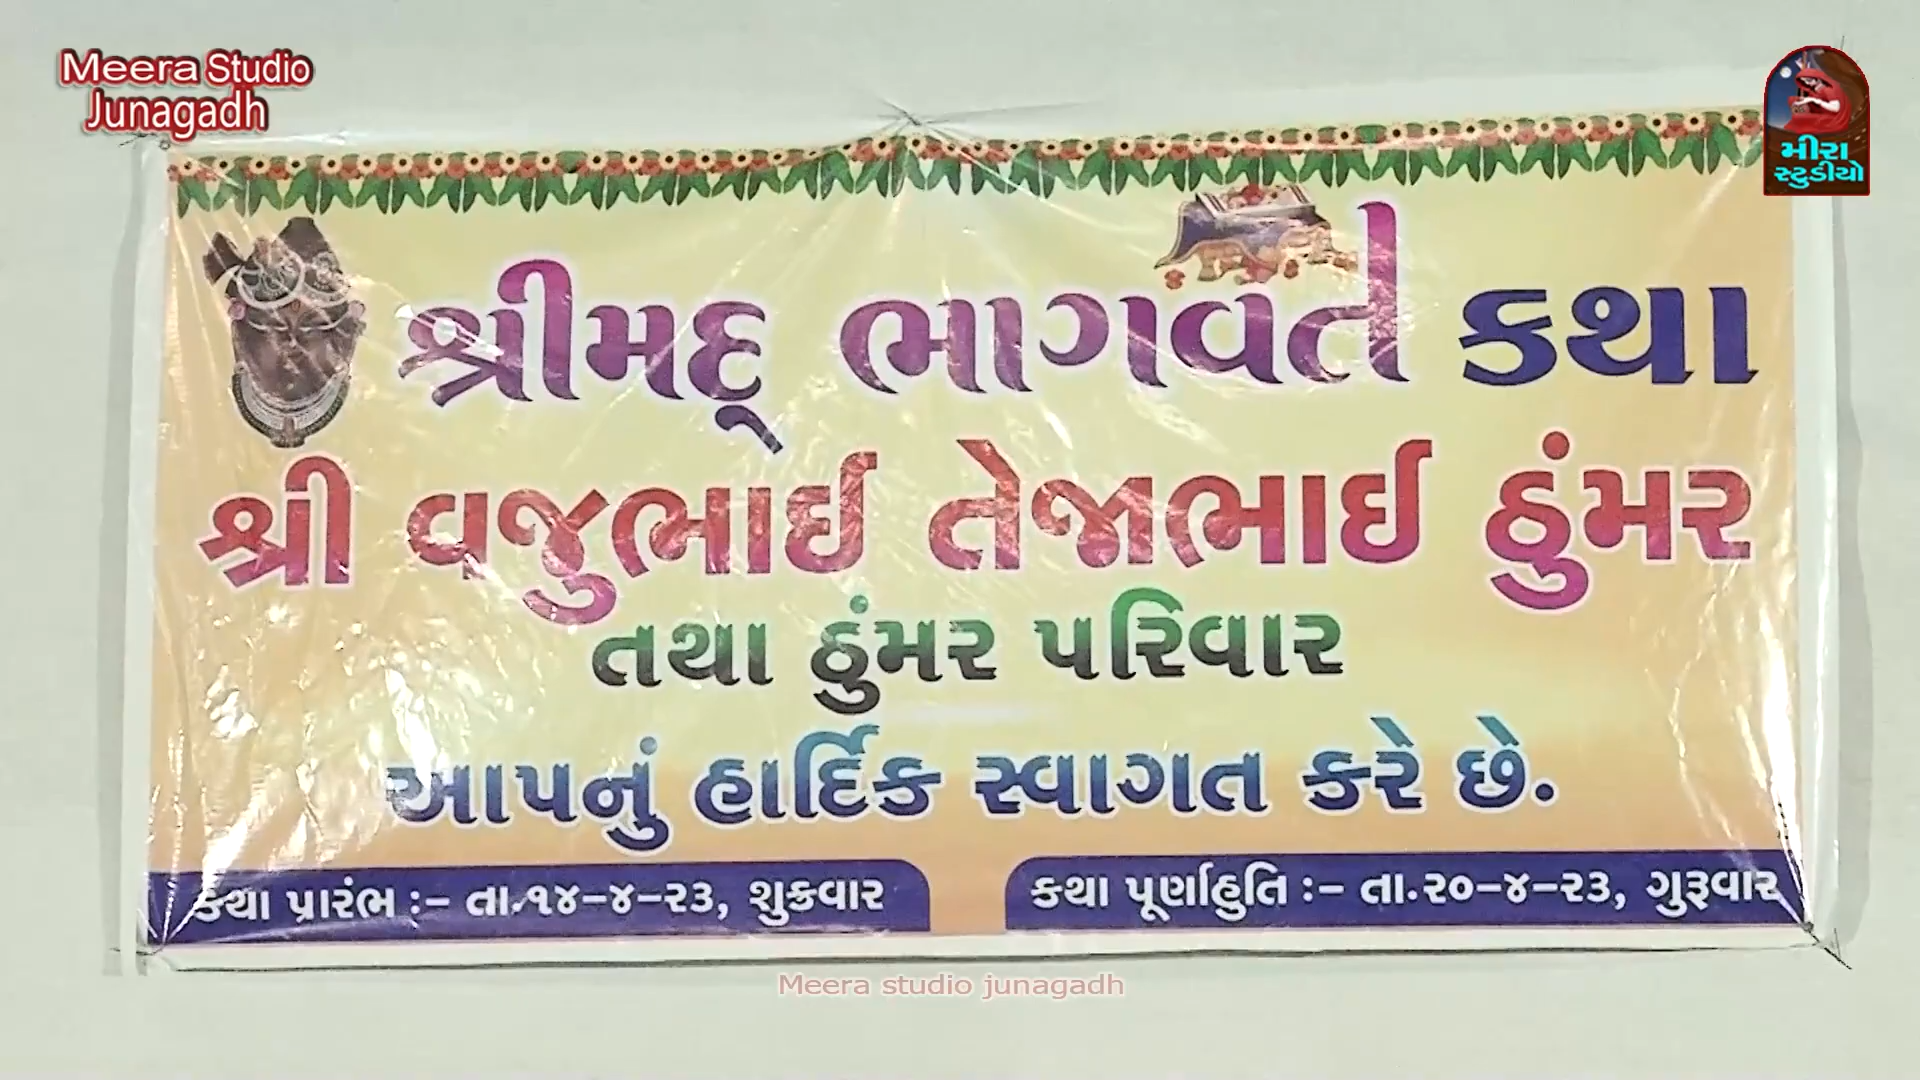 Meera Studio
Junagadh
મીરા
સ્ટુડીયો
શ્રીમદ્ ભાગવત કથા
શ્રી વજુભાઈ તેજાભાઈ ઠુંમર
તથા ઠુંમર પરિવાર
આપનું હાર્દિક સ્વાગત કરે છે.
કથા પ્રારંભ :- તા.૧૪-૪-૨૩, શુક્રવાર
કથા પૂર્ણાહુતિ :- તા.૨૦-૪-૨૩, ગુરૂવાર
Meera studio junagadh